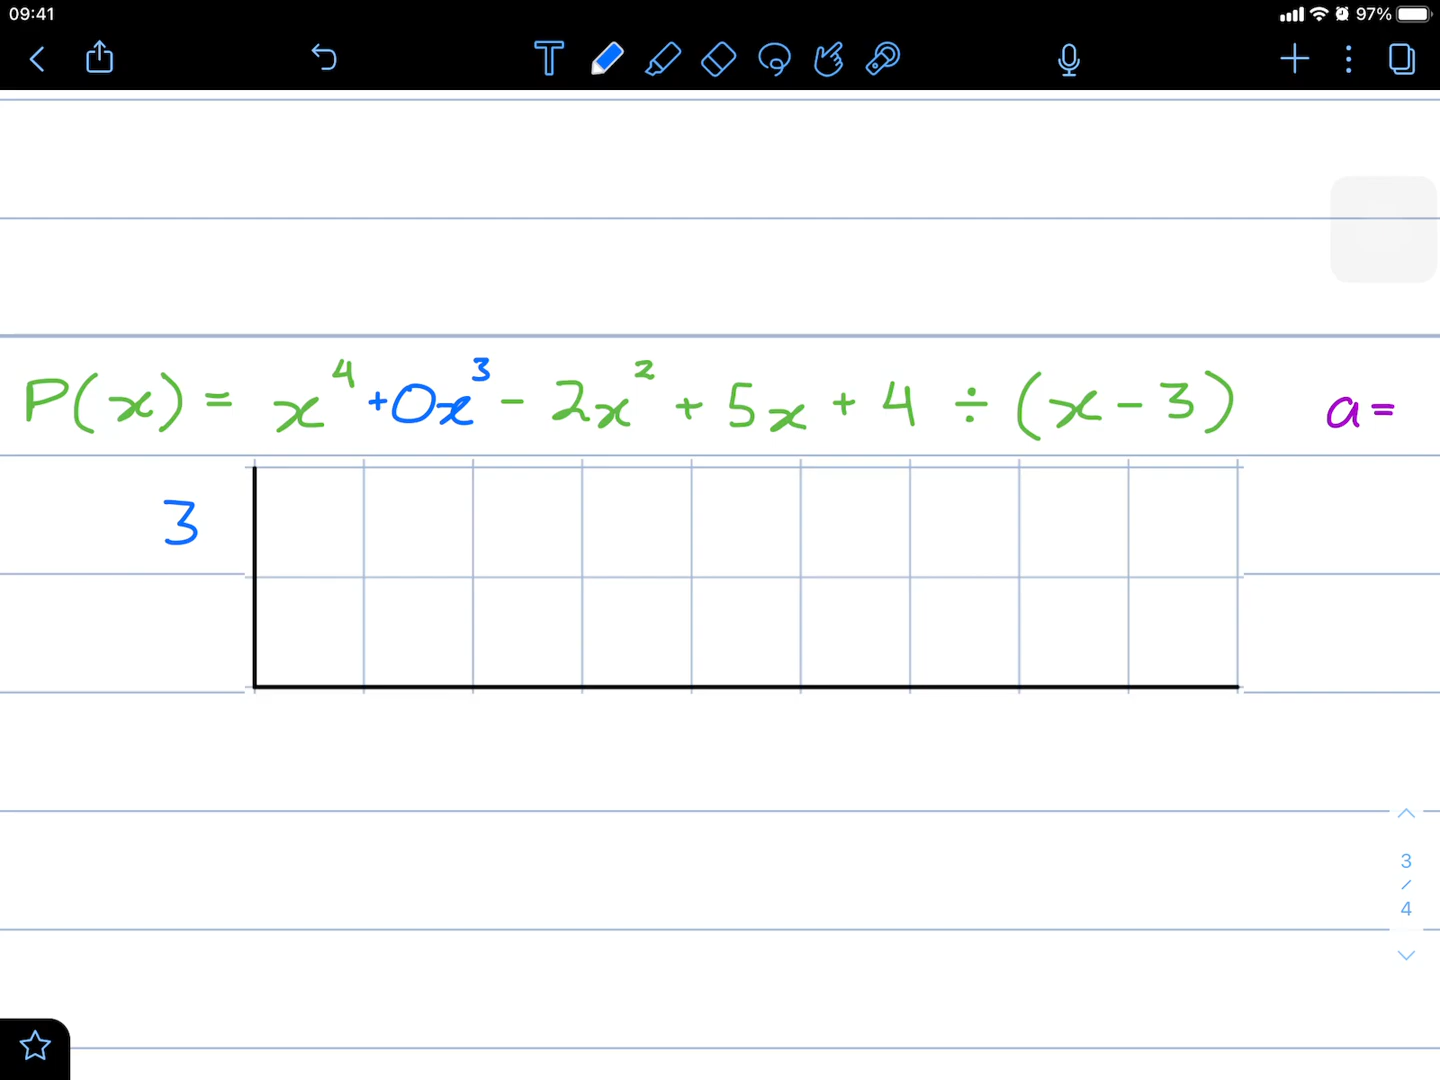 09:41 97%
T
P(x) = x⁴ +0x³ - 2x² + 5x + 4 ÷ (x - 3) a=
3
3
/
4